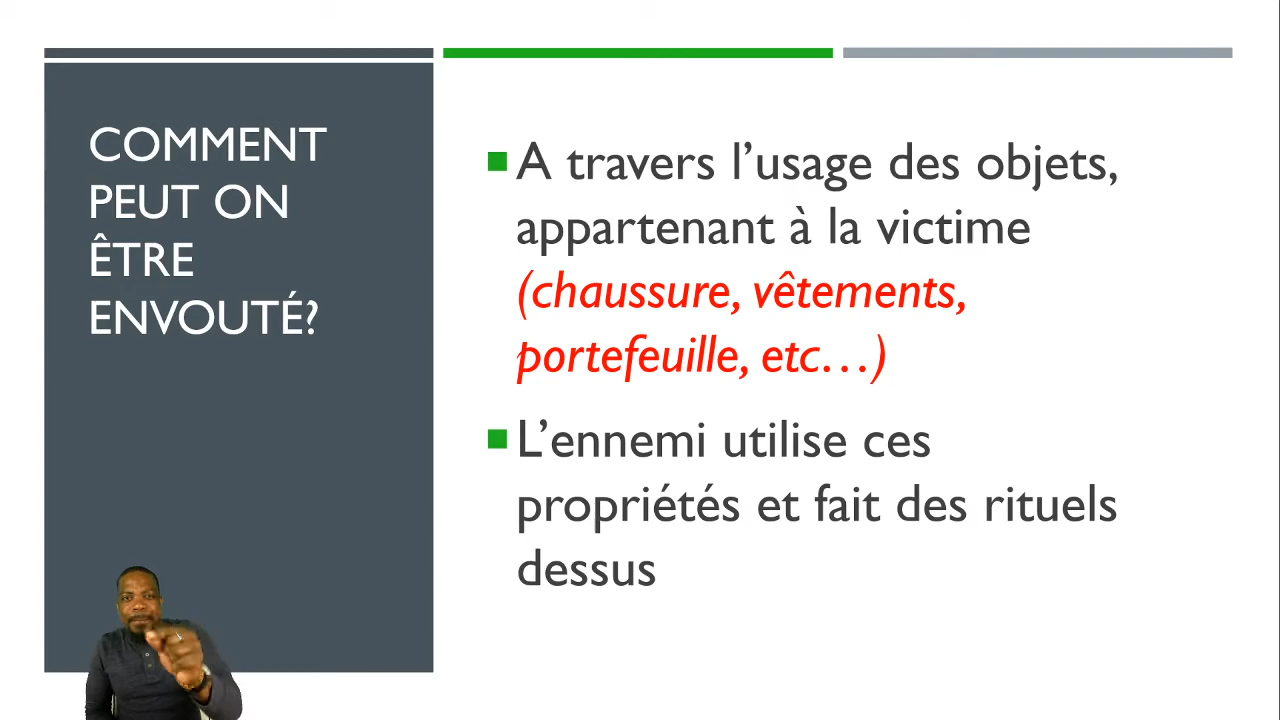 COMMENT
PEUT ON
ÊTRE
ENVOUTÉ?
A travers l’usage des objets,
appartenant à la victime
(chaussure, vêtements,
portefeuille, etc…)
L’ennemi utilise ces
propriétés et fait des rituels
dessus